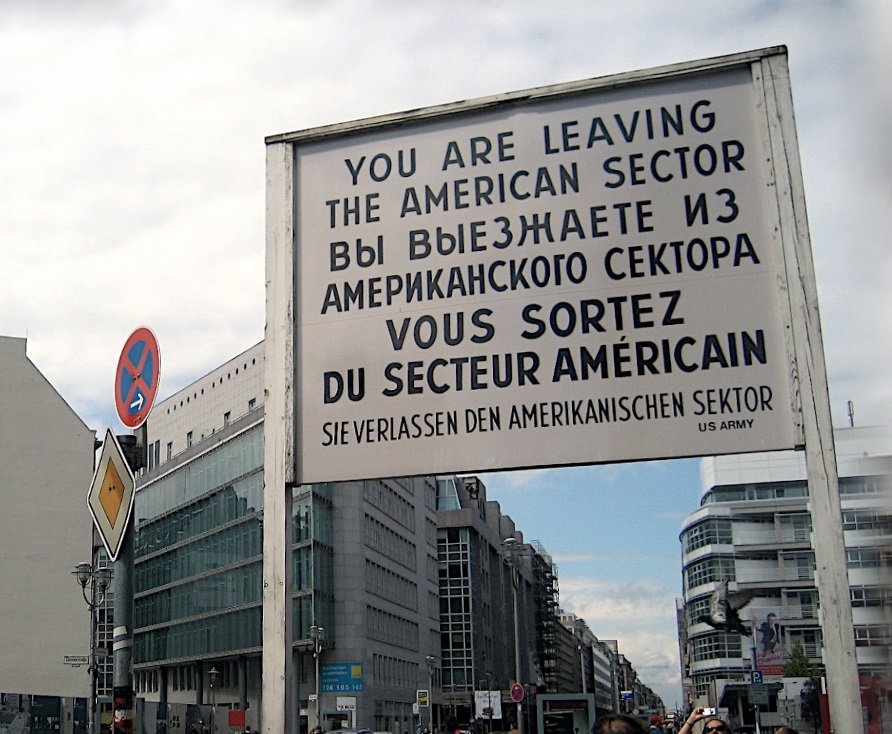 YOU ARE LEAVING
THE AMERICAN SECTOR
ВЫ ВЫЕЗЖАЕТЕ ИЗ
АМЕРИКАНСКОГО СЕКТОРА
VOUS SORTEZ
DU SECTEUR AMÉRICAIN
SIE VERLASSEN DEN AMERIKANISCHEN SEKTOR
US ARMY